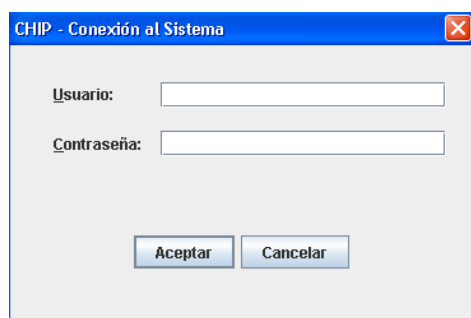 CHIP - Conexión al Sistema
Usuario:
Contraseña:
Aceptar Cancelar